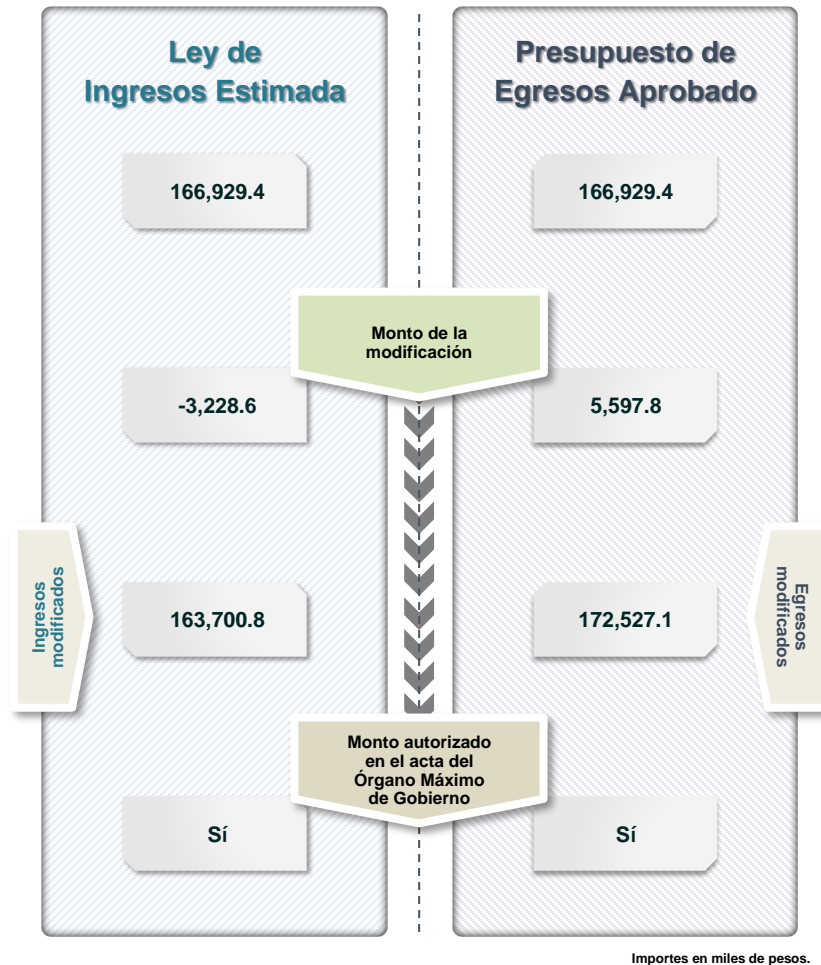 Ley de
Ingresos Estimada
Presupuesto de
Egresos Aprobado
166,929.4
166,929.4
Monto de la
modificación
-3,228.6
5,597.8
Ingresos
modificados
163,700.8
172,527.1
Egresos
modificados
Monto autorizado
en el acta del
Órgano Máximo
de Gobierno
Sí
Sí
Importes en miles de pesos.